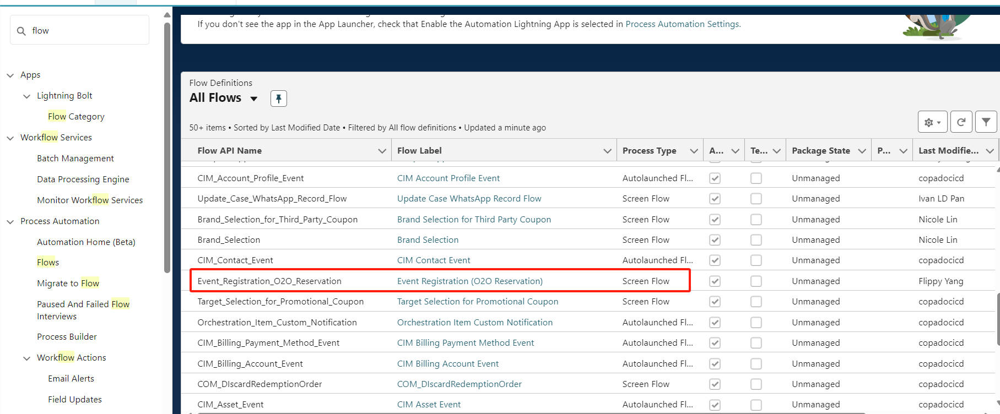 flow
Apps
Lightning Bolt
Flow Category
Workflow Services
Batch Management
Data Processing Engine
Monitor Workflow Services
Process Automation
Automation Home (Beta)
Flows
Migrate to Flow
Paused And Failed Flow
Interviews
Process Builder
Workflow Actions
Email Alerts
Field Updates
If you don't see the app in the App Launcher, check that Enable the Automation Lightning App is selected in Process Automation Settings.
Flow Definitions
All Flows
50+ items • Sorted by Last Modified Date • Filtered by All flow definitions • Updated a minute ago
Flow API Name Flow Label Process Type A... Te... Package State P... Last Modifie...
CIM_Account_Profile_Event CIM Account Profile Event Autolaunched Fl... Unmanaged copadocicd
Update_Case_WhatsApp_Record_Flow Update Case WhatsApp Record Flow Screen Flow Unmanaged Ivan LD Pan
Brand_Selection_for_Third_Party_Coupon Brand Selection for Third Party Coupon Screen Flow Unmanaged Nicole Lin
Brand_Selection Brand Selection Screen Flow Unmanaged Nicole Lin
CIM_Contact_Event CIM Contact Event Autolaunched Fl... Unmanaged copadocicd
Event_Registration_O2O_Reservation Event Registration (O2O Reservation) Screen Flow Unmanaged Flippy Yang
Target_Selection_for_Promotional_Coupon Target Selection for Promotional Coupon Screen Flow Unmanaged copadocicd
Orchestration_Item_Custom_Notification Orchestration Item Custom Notification Autolaunched Fl... Unmanaged copadocicd
CIM_Billing_Payment_Method_Event CIM Billing Payment Method Event Autolaunched Fl... Unmanaged copadocicd
CIM_Billing_Account_Event CIM Billing Account Event Autolaunched Fl... Unmanaged copadocicd
COM_DIscardRedemptionOrder COM_DIscardRedemptionOrder Screen Flow Unmanaged copadocicd
CIM_Asset_Event CIM Asset Event Autolaunched Fl... Unmanaged copadocicd